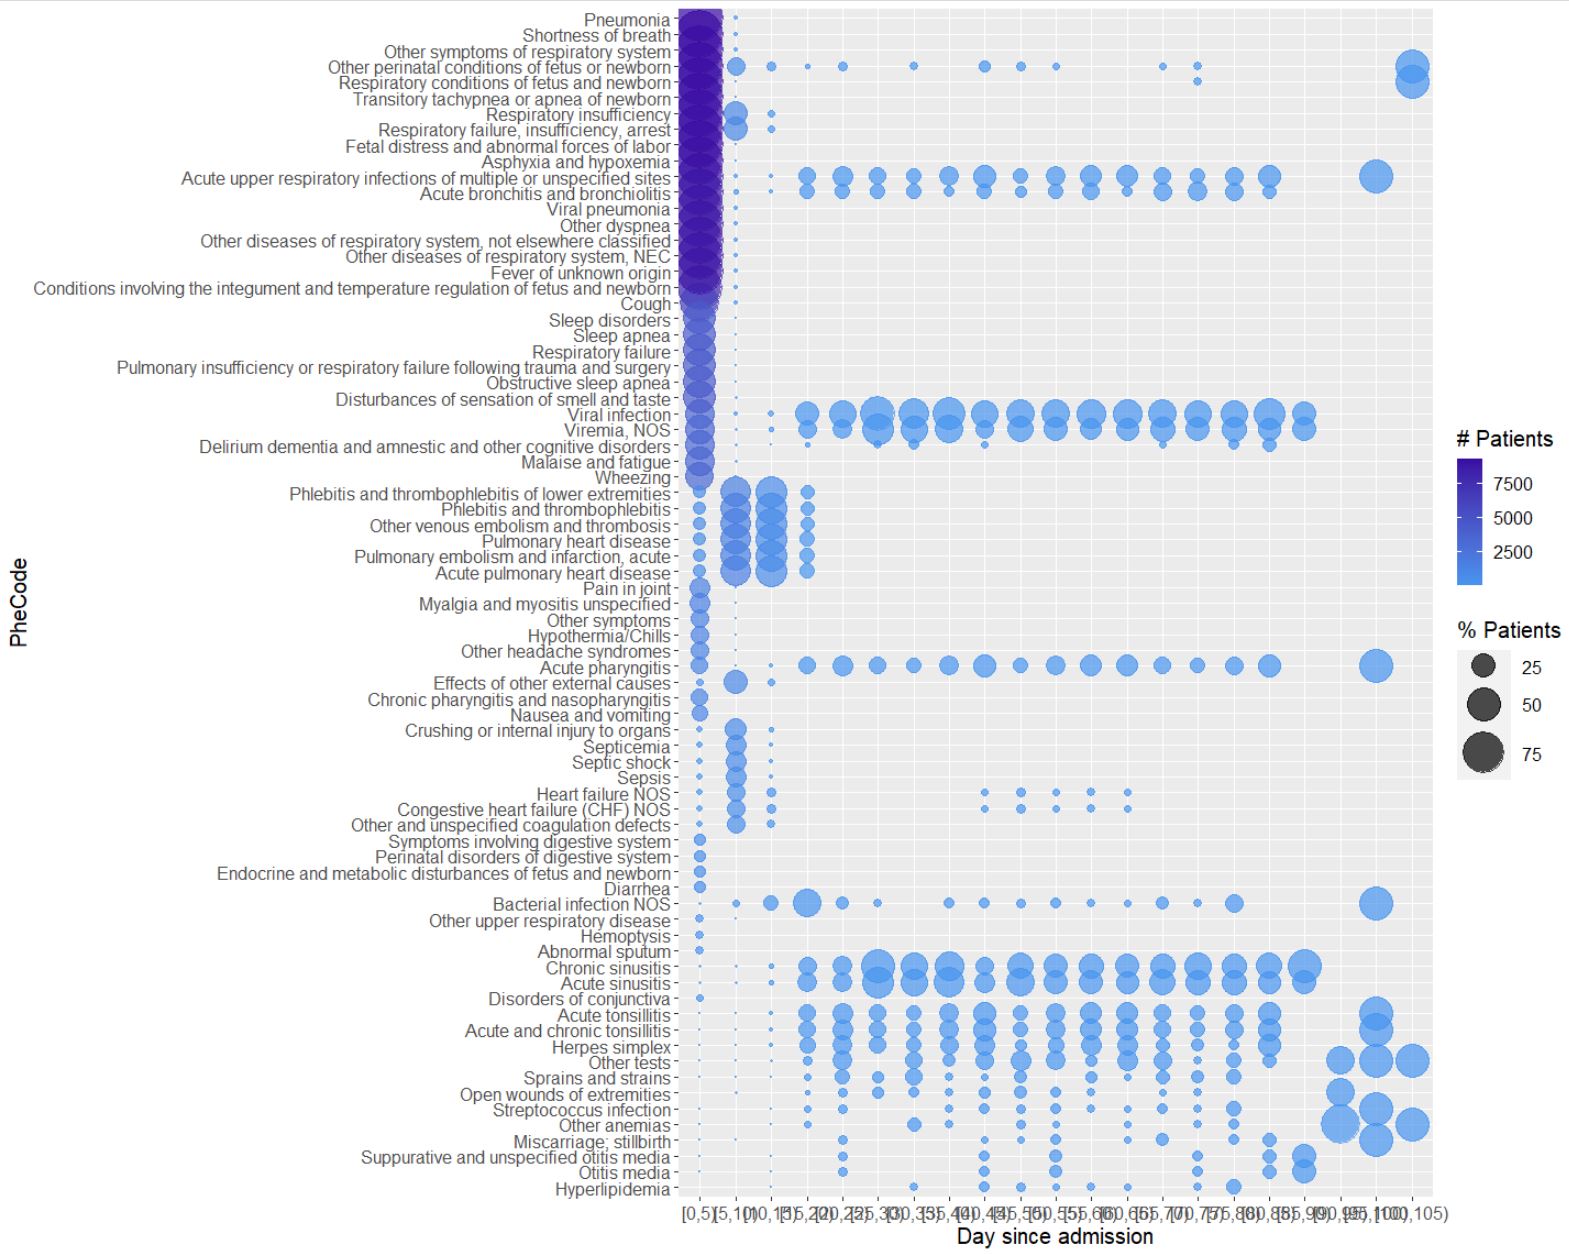 Pneumonia
Shortness of breath
Other symptoms of respiratory system
Other perinatal conditions of fetus or newborn
Respiratory conditions of fetus and newborn
Transitory tachypnea or apnea of newborn
Respiratory insufficiency
Respiratory failure, insufficiency, arrest
Fetal distress and abnormal forces of labor
Asphyxia and hypoxemia
Acute upper respiratory infections of multiple or unspecified sites
Acute bronchitis and bronchiolitis
Viral pneumonia
Other dyspnea
Other diseases of respiratory system, not elsewhere classified
Other diseases of respiratory system, NEC
Fever of unknown origin
Conditions involving the integument and temperature regulation of fetus and newborn
Cough
Sleep disorders
Sleep apnea
Respiratory failure
Pulmonary insufficiency or respiratory failure following trauma and surgery
Obstructive sleep apnea
Disturbances of sensation of smell and taste
Viral infection
Viremia, NOS
Delirium dementia and amnestic and other cognitive disorders
Malaise and fatigue
Wheezing
Phlebitis and thrombophlebitis of lower extremities
Phlebitis and thrombophlebitis
Other venous embolism and thrombosis
Pulmonary heart disease
Pulmonary embolism and infarction, acute
Acute pulmonary heart disease
Pain in joint
Myalgia and myositis unspecified
Other symptoms
Hypothermia/Chills
Other headache syndromes
Acute pharyngitis
Effects of other external causes
Chronic pharyngitis and nasopharyngitis
Nausea and vomiting
Crushing or internal injury to organs
Septicemia
Septic shock
Sepsis
Heart failure NOS
Congestive heart failure (CHF) NOS
Other and unspecified coagulation defects
Symptoms involving digestive system
Perinatal disorders of digestive system
Endocrine and metabolic disturbances of fetus and newborn
Diarrhea
Bacterial infection NOS
Other upper respiratory disease
Hemoptysis
Abnormal sputum
Chronic sinusitis
Acute sinusitis
Disorders of conjunctiva
Acute tonsillitis
Acute and chronic tonsillitis
Herpes simplex
Other tests
Sprains and strains
Open wounds of extremities
Streptococcus infection
Other anemias
Miscarriage; stillbirth
Suppurative and unspecified otitis media
Otitis media
Hyperlipidemia
PheCode
[0,5)
Day since admission
# Patients
7500
5000
2500
% Patients
25
50
75